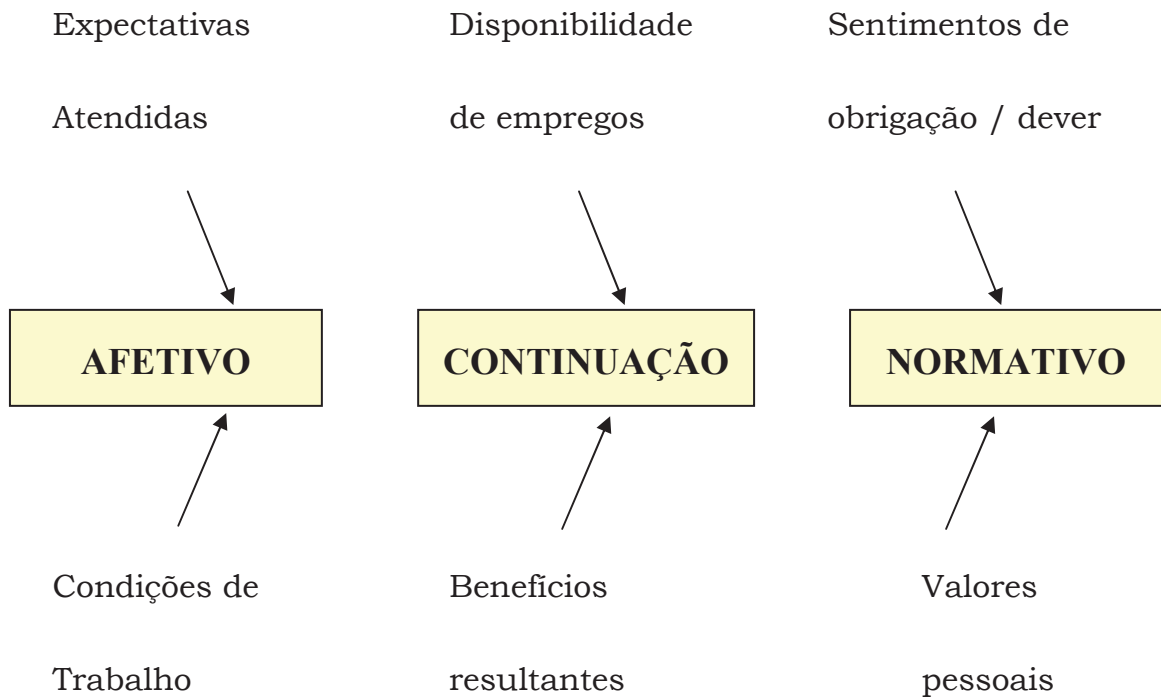 Expectativas
Atendidas
Disponibilidade
de empregos
Sentimentos de
obrigação / dever
AFETIVO
CONTINUAÇÃO
NORMATIVO
Condições de
Trabalho
Benefícios
resultantes
Valores
pessoais